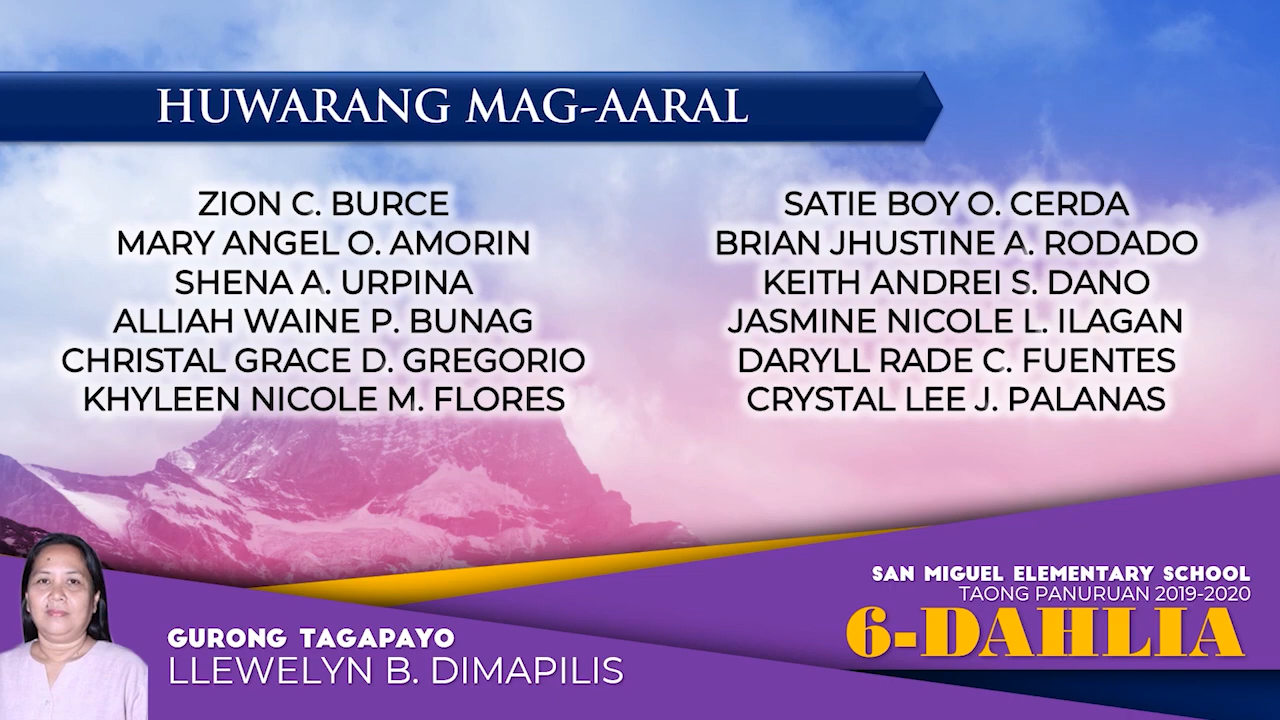 HUWARANG MAG-AARAL
ZION C. BURCE
MARY ANGEL O. AMORIN
SHENA A. URPINA
ALLIAH WAINE P. BUNAG
CHRISTAL GRACE D. GREGORIO
KHYLEEN NICOLE M. FLORES
SATIE BOY O. CERDA
BRIAN JHUSTINE A. RODADO
KEITH ANDREI S. DANO
JASMINE NICOLE L. ILAGAN
DARYLL RADE C. FUENTES
CRYSTAL LEE J. PALANAS
GURONG TAGAPAYO
LLEWELYN B. DIMAPILIS
SAN MIGUEL ELEMENTARY SCHOOL
TAONG PANURUAN 2019-2020
6-DAHLIA